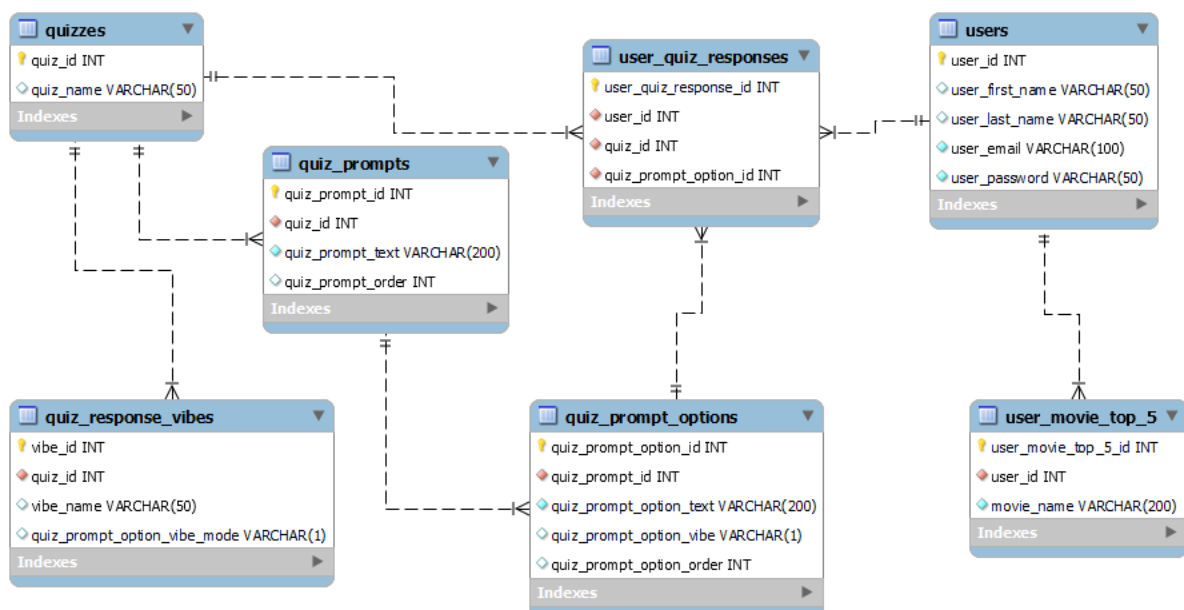 quizzes
quiz_id INT
quiz_name VARCHAR(50)
Indexes
quiz_prompts
quiz_prompt_id INT
quiz_id INT
quiz_prompt_text VARCHAR(200)
quiz_prompt_order INT
Indexes
user_quiz_responses
user_quiz_response_id INT
user_id INT
quiz_id INT
quiz_prompt_option_id INT
Indexes
users
user_id INT
user_first_name VARCHAR(50)
user_last_name VARCHAR(50)
user_email VARCHAR(100)
user_password VARCHAR(50)
Indexes
quiz_response_vibes
vibe_id INT
quiz_id INT
vibe_name VARCHAR(50)
quiz_prompt_option_vibe_mode VARCHAR(1)
Indexes
quiz_prompt_options
quiz_prompt_option_id INT
quiz_prompt_id INT
quiz_prompt_option_text VARCHAR(200)
quiz_prompt_option_vibe VARCHAR(1)
quiz_prompt_option_order INT
Indexes
user_movie_top_5
user_movie_top_5_id INT
user_id INT
movie_name VARCHAR(200)
Indexes